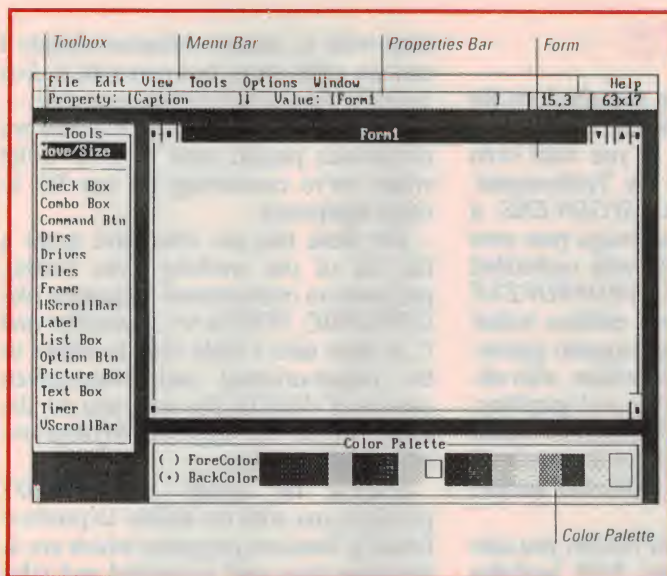 Toolbox Menu Bar Properties Bar Form
File Edit View Tools Options Window Help
Property: [Caption ]↓ Value: [Form1 ] 15,3 63x17
Tools
Move/Size
Form1
Check Box
Combo Box
Command Btn
Dirs
Drives
Files
Frame
HScrollBar
Label
List Box
Option Btn
Picture Box
Text Box
Timer
VScrollBar
Color Palette
( ) ForeColor
(•) BackColor
Color Palette